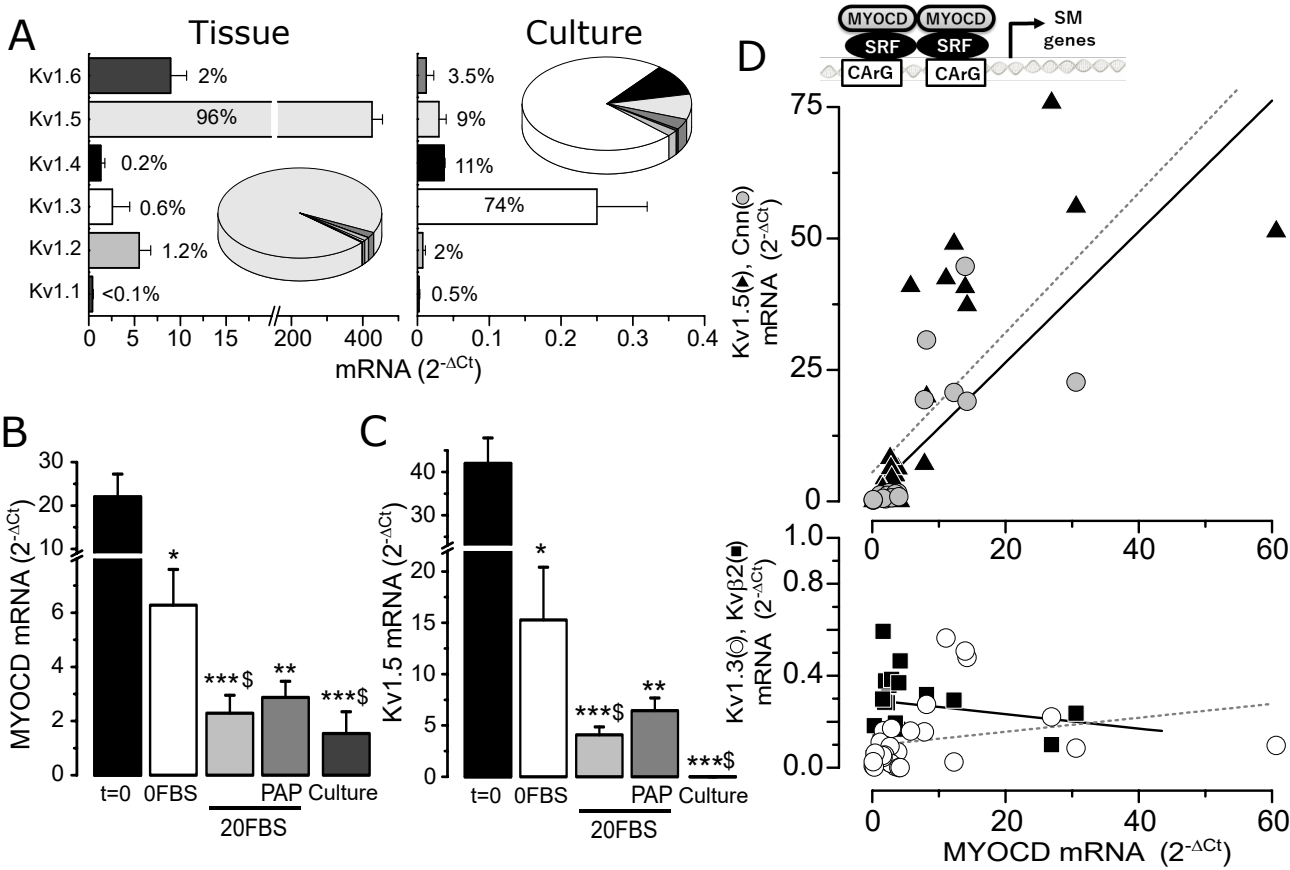 A
Tissue
Culture
Kv1.6
2%
3.5%
Kv1.5
96%
9%
Kv1.4
0.2%
11%
Kv1.3
0.6%
74%
Kv1.2
1.2%
2%
Kv1.1
<0.1%
0.5%
0 5 10 15 200 400
0 0.1 0.2 0.3 0.4
mRNA (2-ΔCt)
B
MYOCD mRNA (2-ΔCt)
30
20
10
6
4
2
0
*
***$
**
***$
t=0 0FBS PAP Culture
20FBS
C
Kv1.5 mRNA (2-ΔCt)
40
30
20
15
10
5
0
*
***$
**
***$
t=0 0FBS PAP Culture
20FBS
D
MYOCD MYOCD
SRF SRF
CArG CArG
SM
genes
Kv1.5(▲), Cnn(●)
mRNA (2-ΔCt)
75
50
25
0
0 20 40 60
Kv1.3(○), Kvβ2(■)
mRNA (2-ΔCt)
1.0
0.8
0.4
0.0
0 20 40 60
MYOCD mRNA (2-ΔCt)